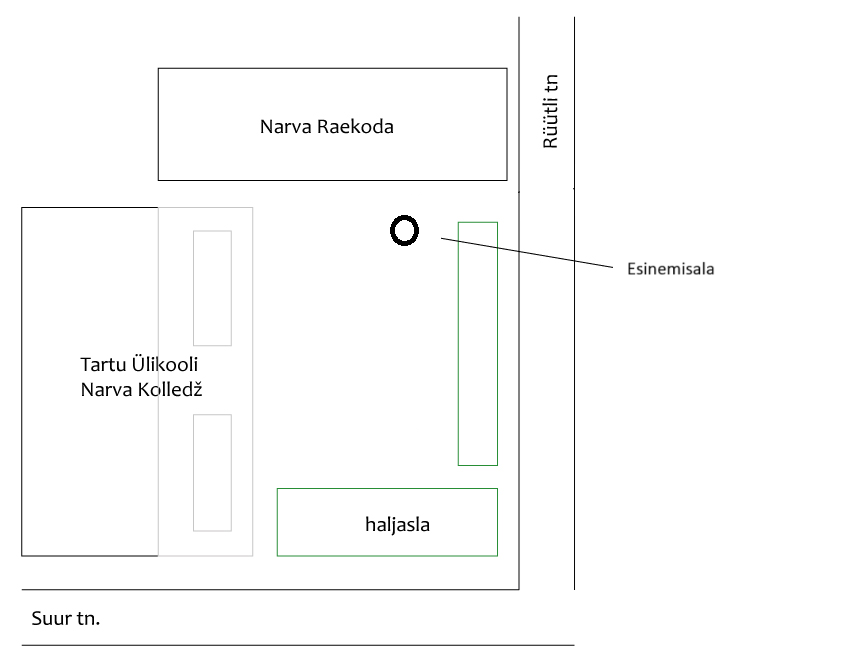 Narva Raekoda
Rüütli tn
Esinemisala
Tartu Ülikooli
Narva Kolledž
haljasla
Suur tn.